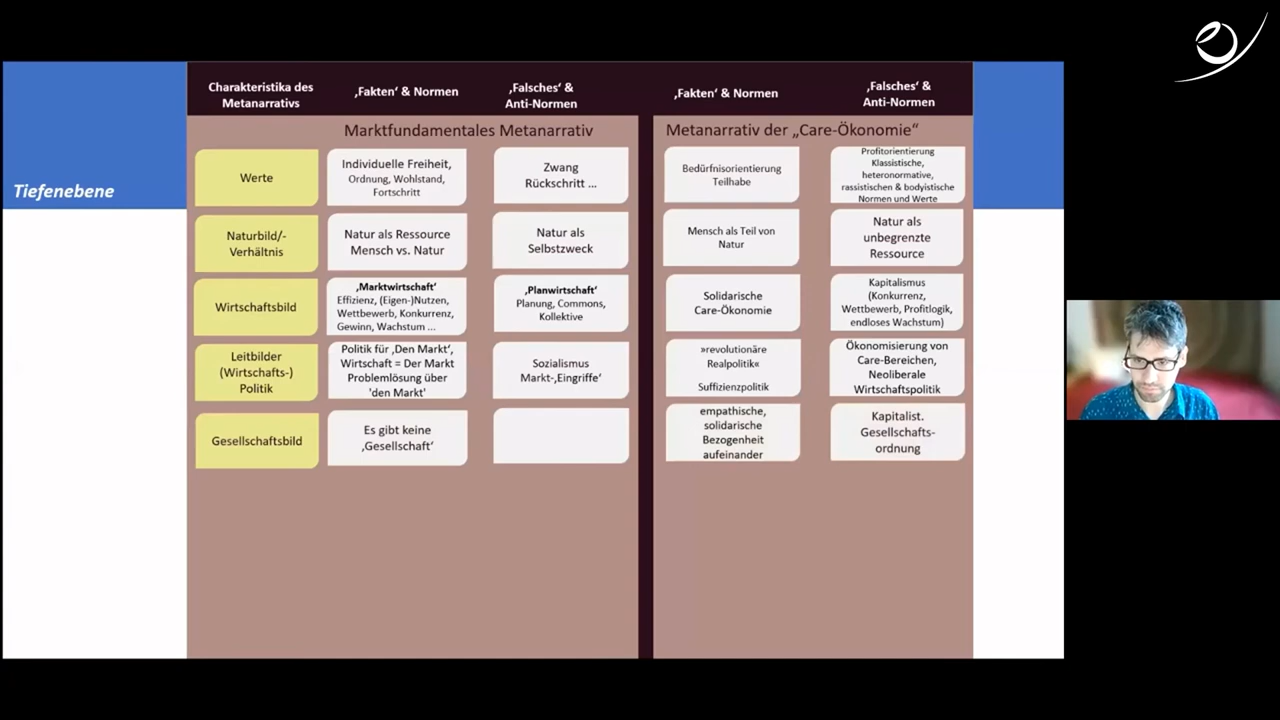 Tiefenebene
Charakteristika des
Metanarrativs
‚Fakten‘ & Normen
‚Falsches‘ &
Anti-Normen
‚Fakten‘ & Normen
‚Falsches‘ &
Anti-Normen
Marktfundamentales Metanarrativ
Metanarrativ der „Care-Ökonomie“
Werte
Individuelle Freiheit,
Ordnung, Wohlstand,
Fortschritt
Zwang
Rückschritt ...
Bedürfnisorientierung
Teilhabe
Profitorientierung
Klassistische,
heteronormative,
rassistischen & bodyistische
Normen und Werte
Naturbild/-
Verhältnis
Natur als Ressource
Mensch vs. Natur
Natur als
Selbstzweck
Mensch als Teil von
Natur
Natur als
unbegrenzte
Ressource
Wirtschaftsbild
‚Marktwirtschaft‘
Effizienz, (Eigen-)Nutzen,
Wettbewerb, Konkurrenz,
Gewinn, Wachstum ...
‚Planwirtschaft‘
Planung, Commons,
Kollektive
Solidarische
Care-Ökonomie
Kapitalismus
(Konkurrenz,
Wettbewerb, Profitlogik,
endloses Wachstum)
Leitbilder
(Wirtschafts-)
Politik
Politik für ‚Den Markt‘,
Wirtschaft = Der Markt
Problemlösung über
'den Markt'
Sozialismus
Markt-‚Eingriffe‘
»revolutionäre
Realpolitik«
Suffizienzpolitik
Ökonomisierung von
Care-Bereichen,
Neoliberale
Wirtschaftspolitik
Gesellschaftsbild
Es gibt keine
‚Gesellschaft‘
empathische,
solidarische
Bezogenheit
aufeinander
Kapitalist.
Gesellschafts-
ordnung